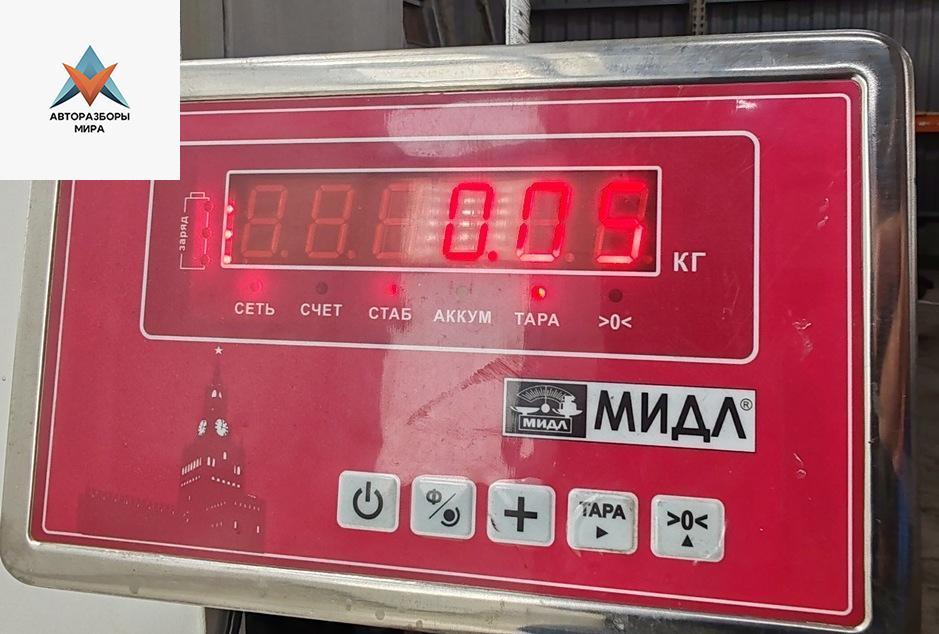 АВТОРАЗБОРЫ
МИРА
заряд
0.05
КГ
СЕТЬ СЧЕТ СТАБ АККУМ ТАРА >0<
МИДЛ МИДЛ®
Ф
ТАРА >0<